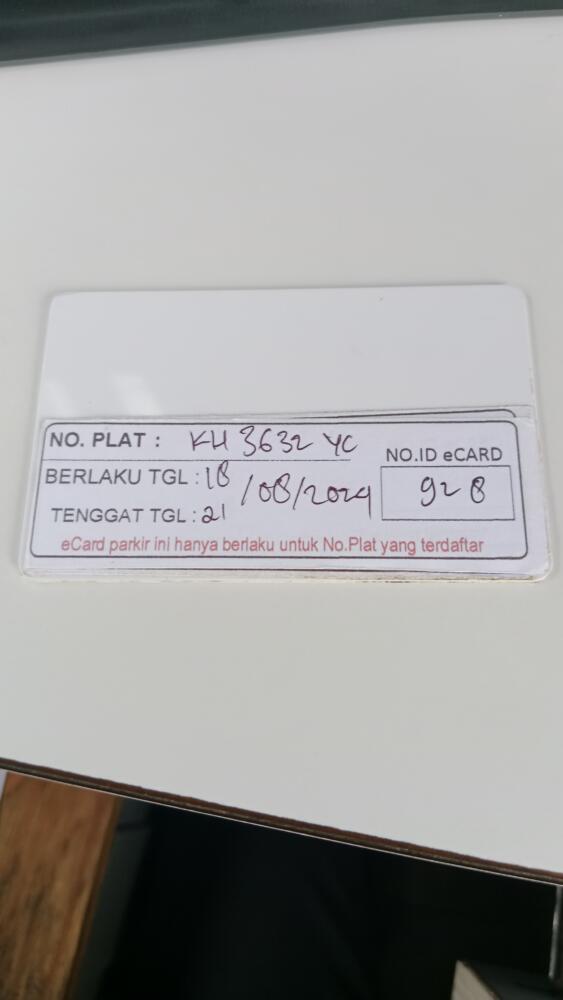 NO. PLAT : KH 3632 YC
NO.ID eCARD
BERLAKU TGL : 18 /08/2024
928
TENGGAT TGL : 21
eCard parkir ini hanya berlaku untuk No.Plat yang terdaftar